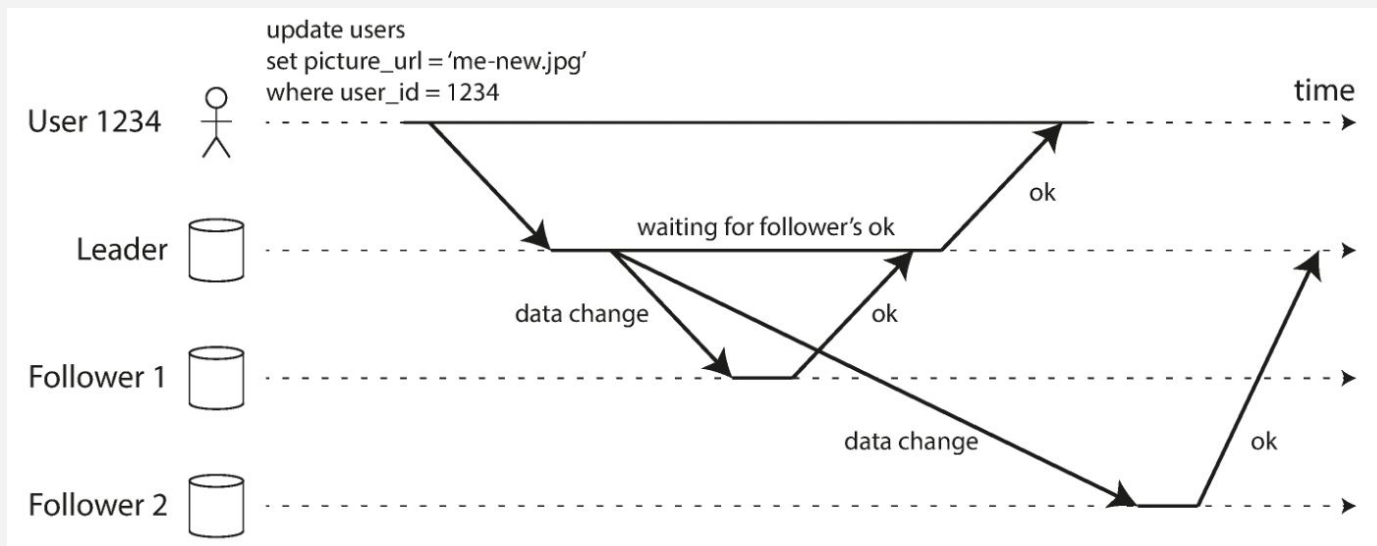 update users
set picture_url = ‘me-new.jpg’
where user_id = 1234
time
User 1234
ok
waiting for follower’s ok
Leader
data change
ok
Follower 1
data change
ok
Follower 2